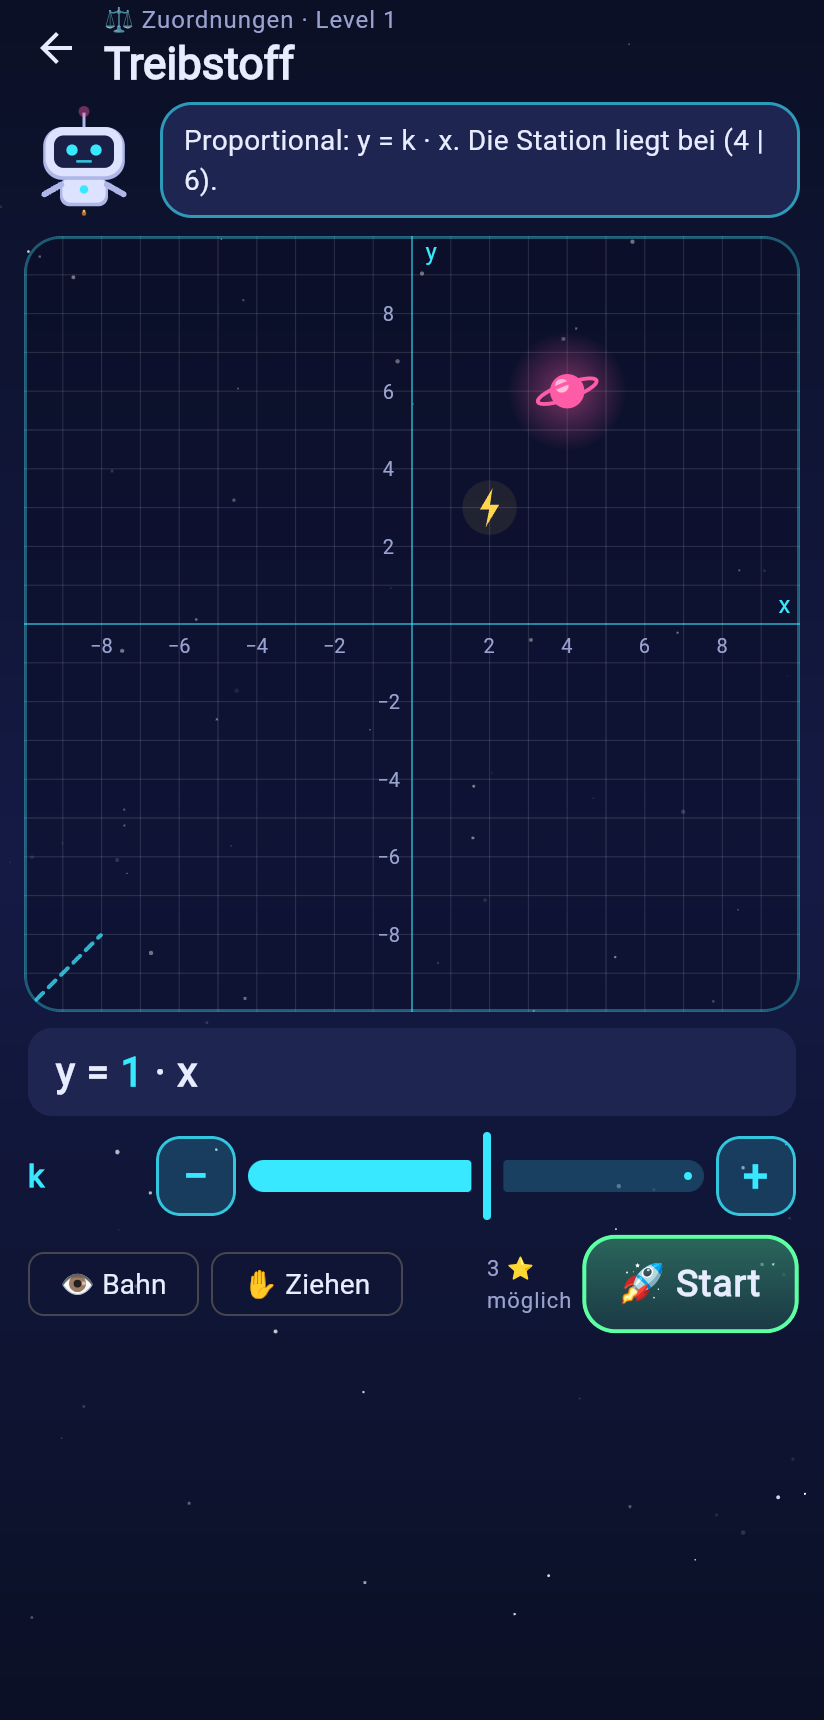 Zuordnungen · Level 1
Treibstoff
Proportional: y = k · x. Die Station liegt bei (4 |
6).
y
8
6
4
2
x
−8 −6 −4 −2 2 4 6 8
−2
−4
−6
−8
y = 1 · x
k − +
Bahn Ziehen 3 ⭐ möglich Start